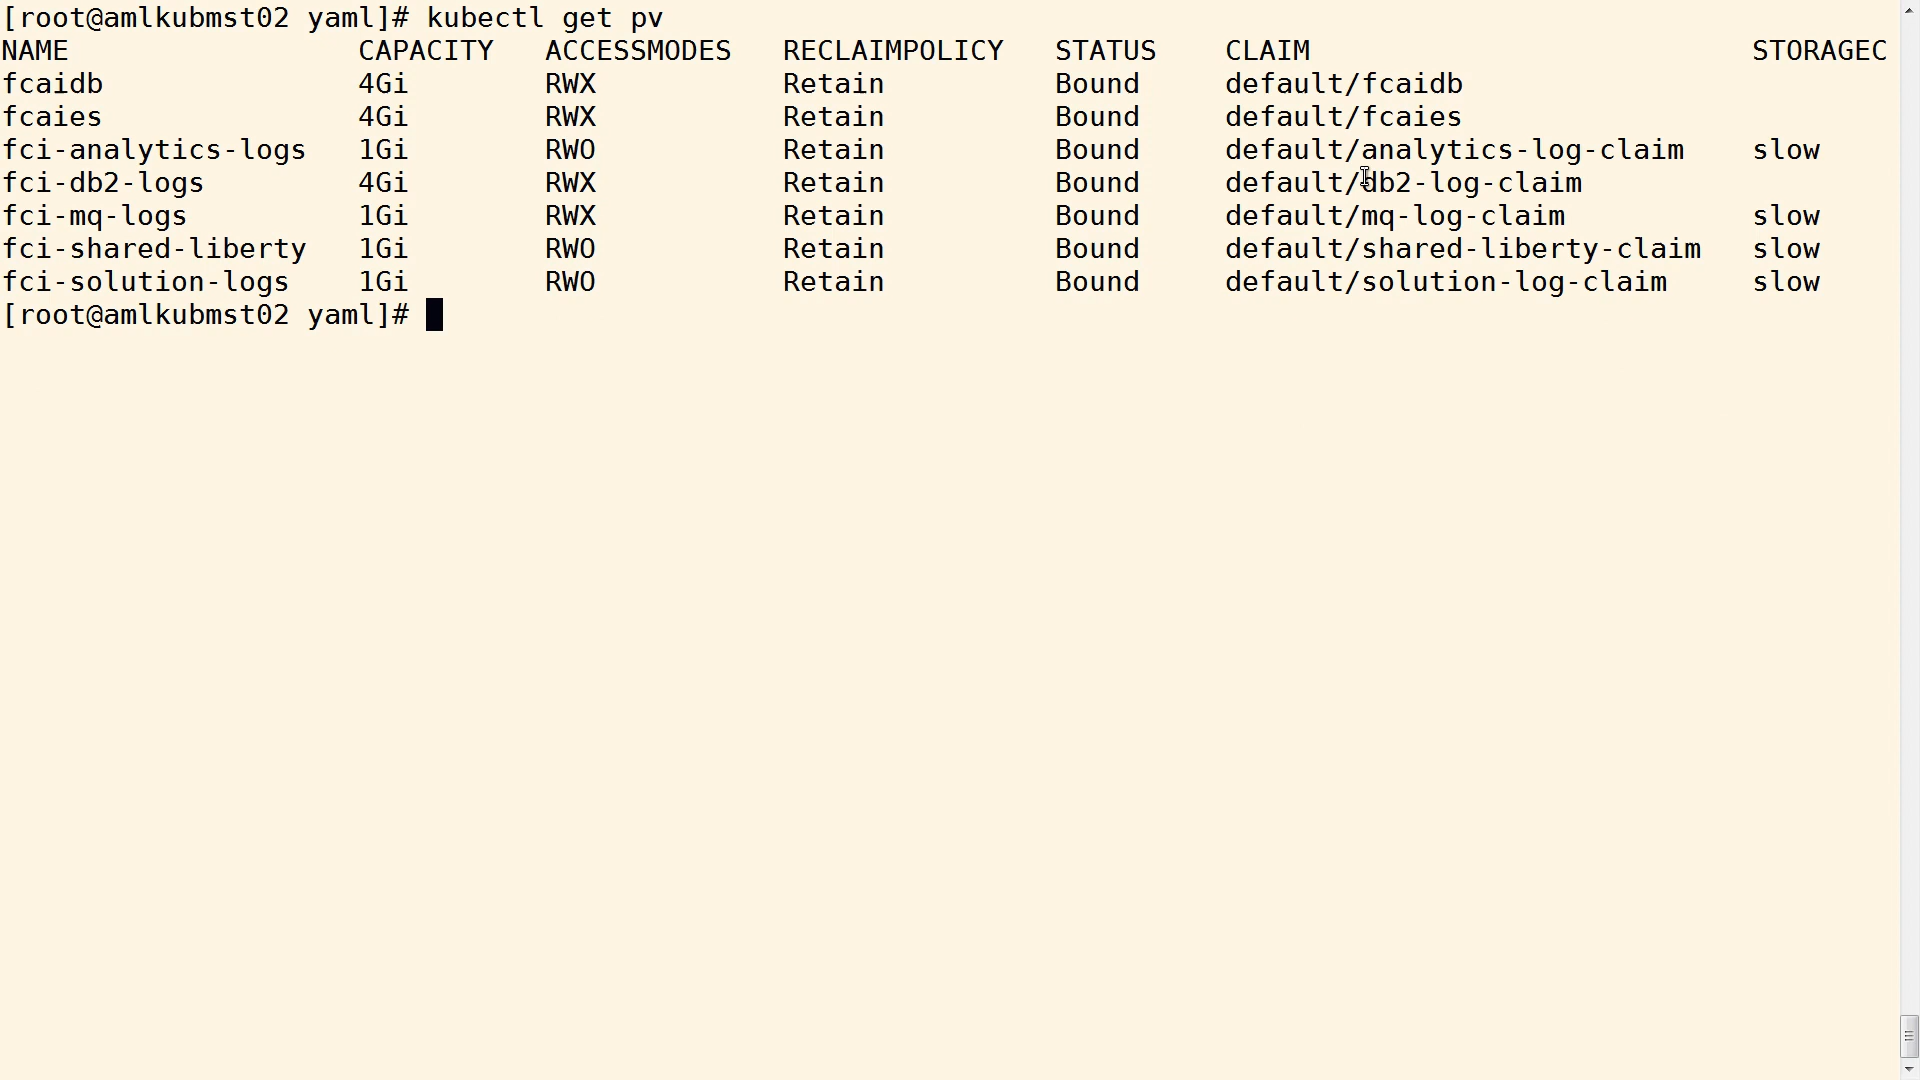 [root@amlkubmst02 yaml]# kubectl get pv
NAME CAPACITY ACCESSMODES RECLAIMPOLICY STATUS CLAIM STORAGEC
fcaidb 4Gi RWX Retain Bound default/fcaidb
fcaies 4Gi RWX Retain Bound default/fcaies
fci-analytics-logs 1Gi RWO Retain Bound default/analytics-log-claim slow
fci-db2-logs 4Gi RWX Retain Bound default/db2-log-claim
fci-mq-logs 1Gi RWX Retain Bound default/mq-log-claim slow
fci-shared-liberty 1Gi RWO Retain Bound default/shared-liberty-claim slow
fci-solution-logs 1Gi RWO Retain Bound default/solution-log-claim slow
[root@amlkubmst02 yaml]#